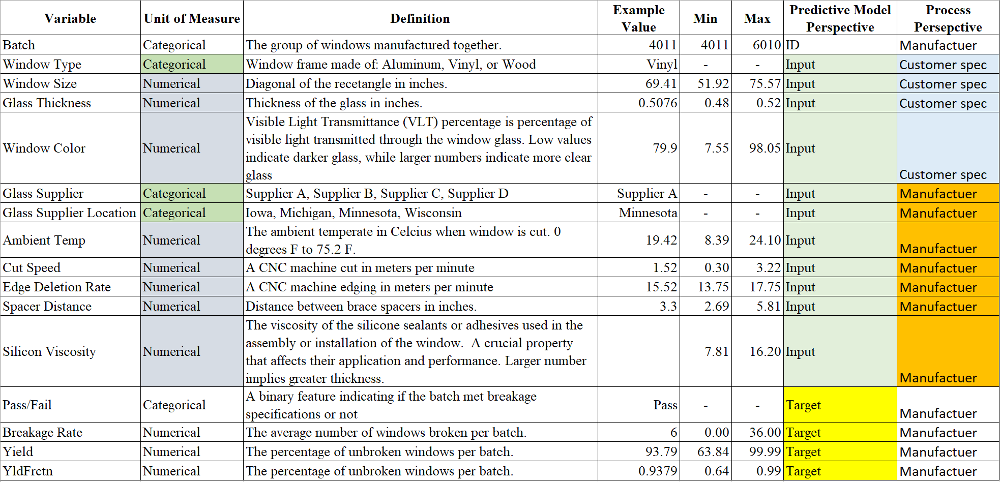 Variable Unit of Measure Definition Example Value Min Max Predictive Model Perspective Process Persepctive
Batch Categorical The group of windows manufactured together. 4011 4011 6010 ID Manufactuer
Window Type Categorical Window frame made of: Aluminum, Vinyl, or Wood Vinyl - - Input Customer spec
Window Size Numerical Diagonal of the recetangle in inches. 69.41 51.92 75.57 Input Customer spec
Glass Thickness Numerical Thickness of the glass in inches. 0.5076 0.48 0.52 Input Customer spec
Window Color Numerical Visible Light Transmittance (VLT) percentage is percentage of
visible light transmitted through the window glass. Low values
indicate darker glass, while larger numbers indicate more clear
glass 79.9 7.55 98.05 Input Customer spec
Glass Supplier Categorical Supplier A, Supplier B, Supplier C, Supplier D Supplier A - - Input Manufactuer
Glass Supplier Location Categorical Iowa, Michigan, Minnesota, Wisconsin Minnesota - - Input Manufactuer
Ambient Temp Numerical The ambient temperate in Celcius when window is cut. 0
degrees F to 75.2 F. 19.42 8.39 24.10 Input Manufactuer
Cut Speed Numerical A CNC machine cut in meters per minute 1.52 0.30 3.22 Input Manufactuer
Edge Deletion Rate Numerical A CNC machine edging in meters per minute 15.52 13.75 17.75 Input Manufactuer
Spacer Distance Numerical Distance between brace spacers in inches. 3.3 2.69 5.81 Input Manufactuer
Silicon Viscosity Numerical The viscosity of the silicone sealants or adhesives used in the
assembly or installation of the window.  A crucial property
that affects their application and performance. Larger number
implies greater thickness. 7.81 16.20 Input Manufactuer
Pass/Fail Categorical A binary feature indicating if the batch met breakage
specifications or not Pass - - Target Manufactuer
Breakage Rate Numerical The average number of windows broken per batch. 6 0.00 36.00 Target Manufactuer
Yield Numerical The percentage of unbroken windows per batch. 93.79 63.84 99.99 Target Manufactuer
YldFrctn Numerical The percentage of unbroken windows per batch. 0.9379 0.64 0.99 Target Manufactuer